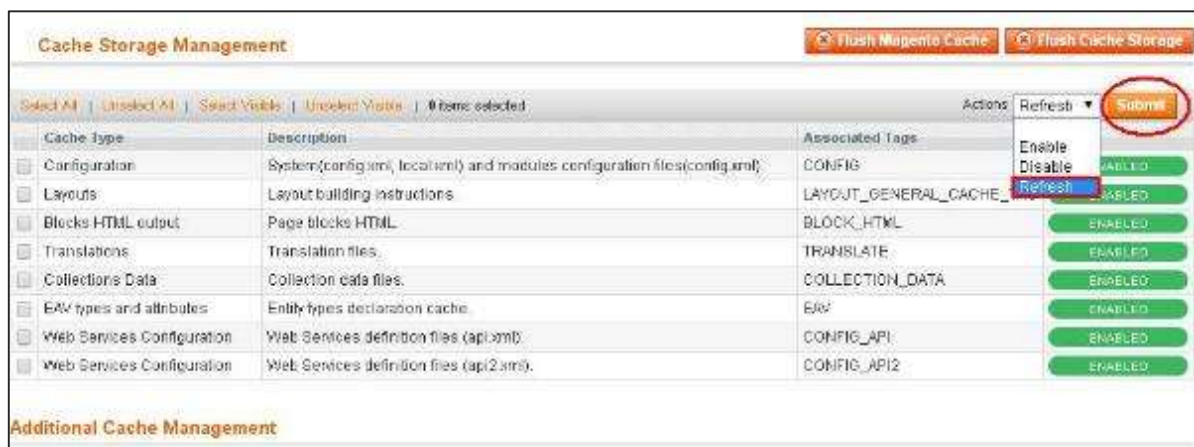 Cache Storage Management Flush Magento Cache Flush Cache Storage
Select All | Unselect All | Select Visible | Unselect Visible | 0 items selected Actions Refresh Submit
Cache Type Description Associated Tags Enable
Configuration System(config.xml, local.xml) and modules configuration files(config.xml) CONFIG Disable
Layouts Layout building instructions LAYOUT_GENERAL_CACHE_ Refresh
Blocks HTML output Page blocks HTML BLOCK_HTML ENABLED
Translations Translation files. TRANSLATE ENABLED
Collections Data Collection data files. COLLECTION_DATA ENABLED
EAV types and attributes Entity types declaration cache. EAV ENABLED
Web Services Configuration Web Services definition files (api.xml) CONFIG_API ENABLED
Web Services Configuration Web Services definition files (api2.xml). CONFIG_API2 ENABLED
Additional Cache Management